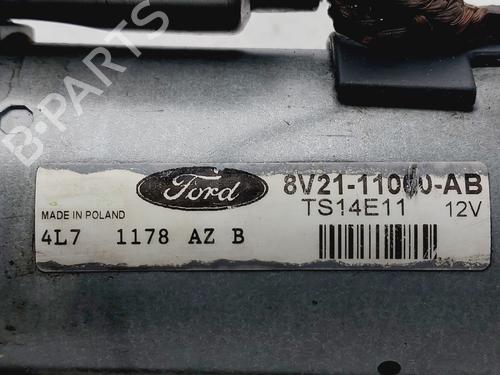 B-PARTS
Ford
8V21-11000-AB
MADE IN POLAND
TS14E11 12V
4L7 1178 AZ B